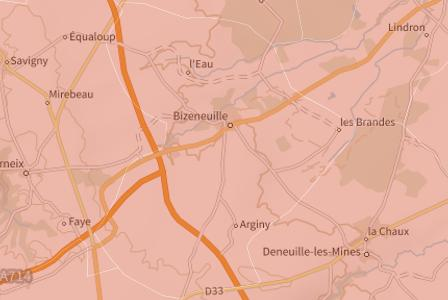 Lindron
Équaloup
Savigny
l'Eau
Mirebeau
Bizeneuille
les Brandes
rneix
Faye
Arginy
la Chaux
Deneuille-les-Mines
A714
D33